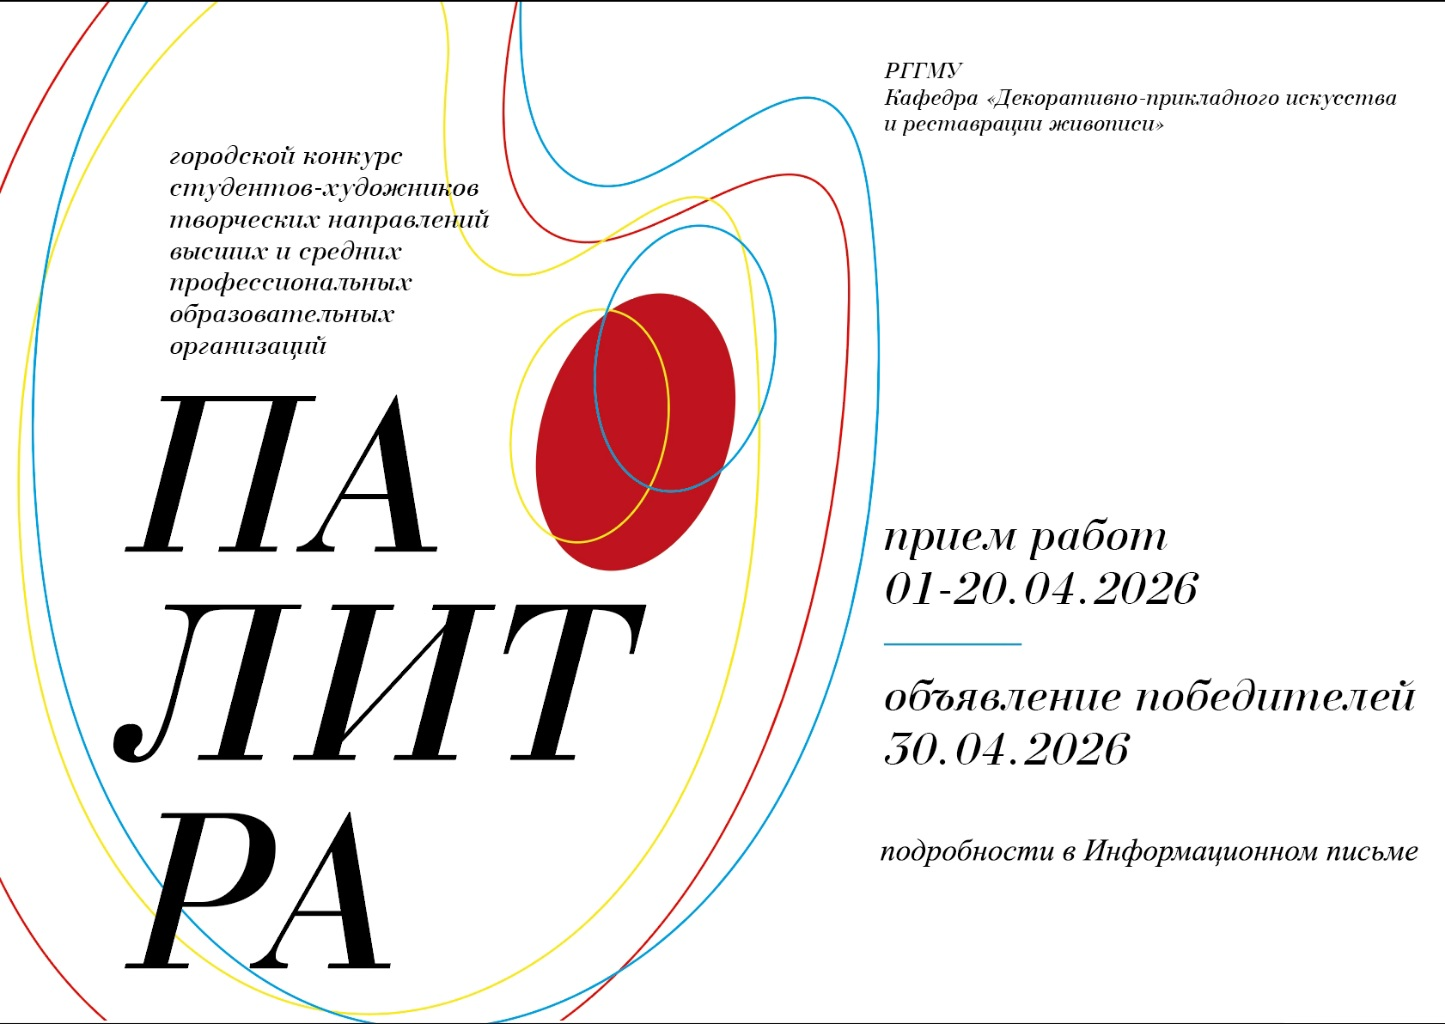 РГГМУ
Кафедра «Декоративно-прикладного искусства
и реставрации живописи»
городской конкурс
студентов-художников
творческих направлений
высших и средних
профессиональных
образовательных
организаций
ПА
ЛИТ
РА
прием работ
01-20.04.2026
объявление победителей
30.04.2026
подробности в Информационном письме